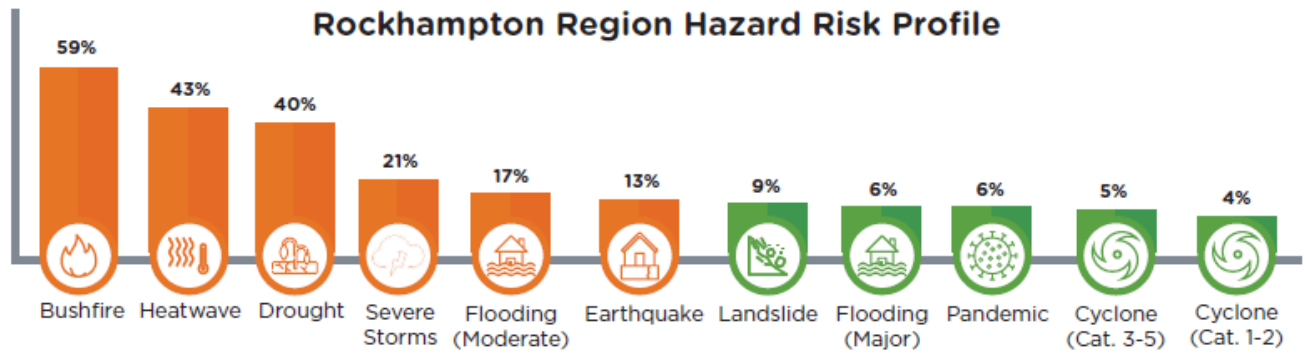 Rockhampton Region Hazard Risk Profile
59%
43%
40%
21%
17%
13%
9%
6%
6%
5%
4%
Bushfire
Heatwave
Drought
Severe
Storms
Flooding
(Moderate)
Earthquake
Landslide
Flooding
(Major)
Pandemic
Cyclone
(Cat. 3-5)
Cyclone
(Cat. 1-2)